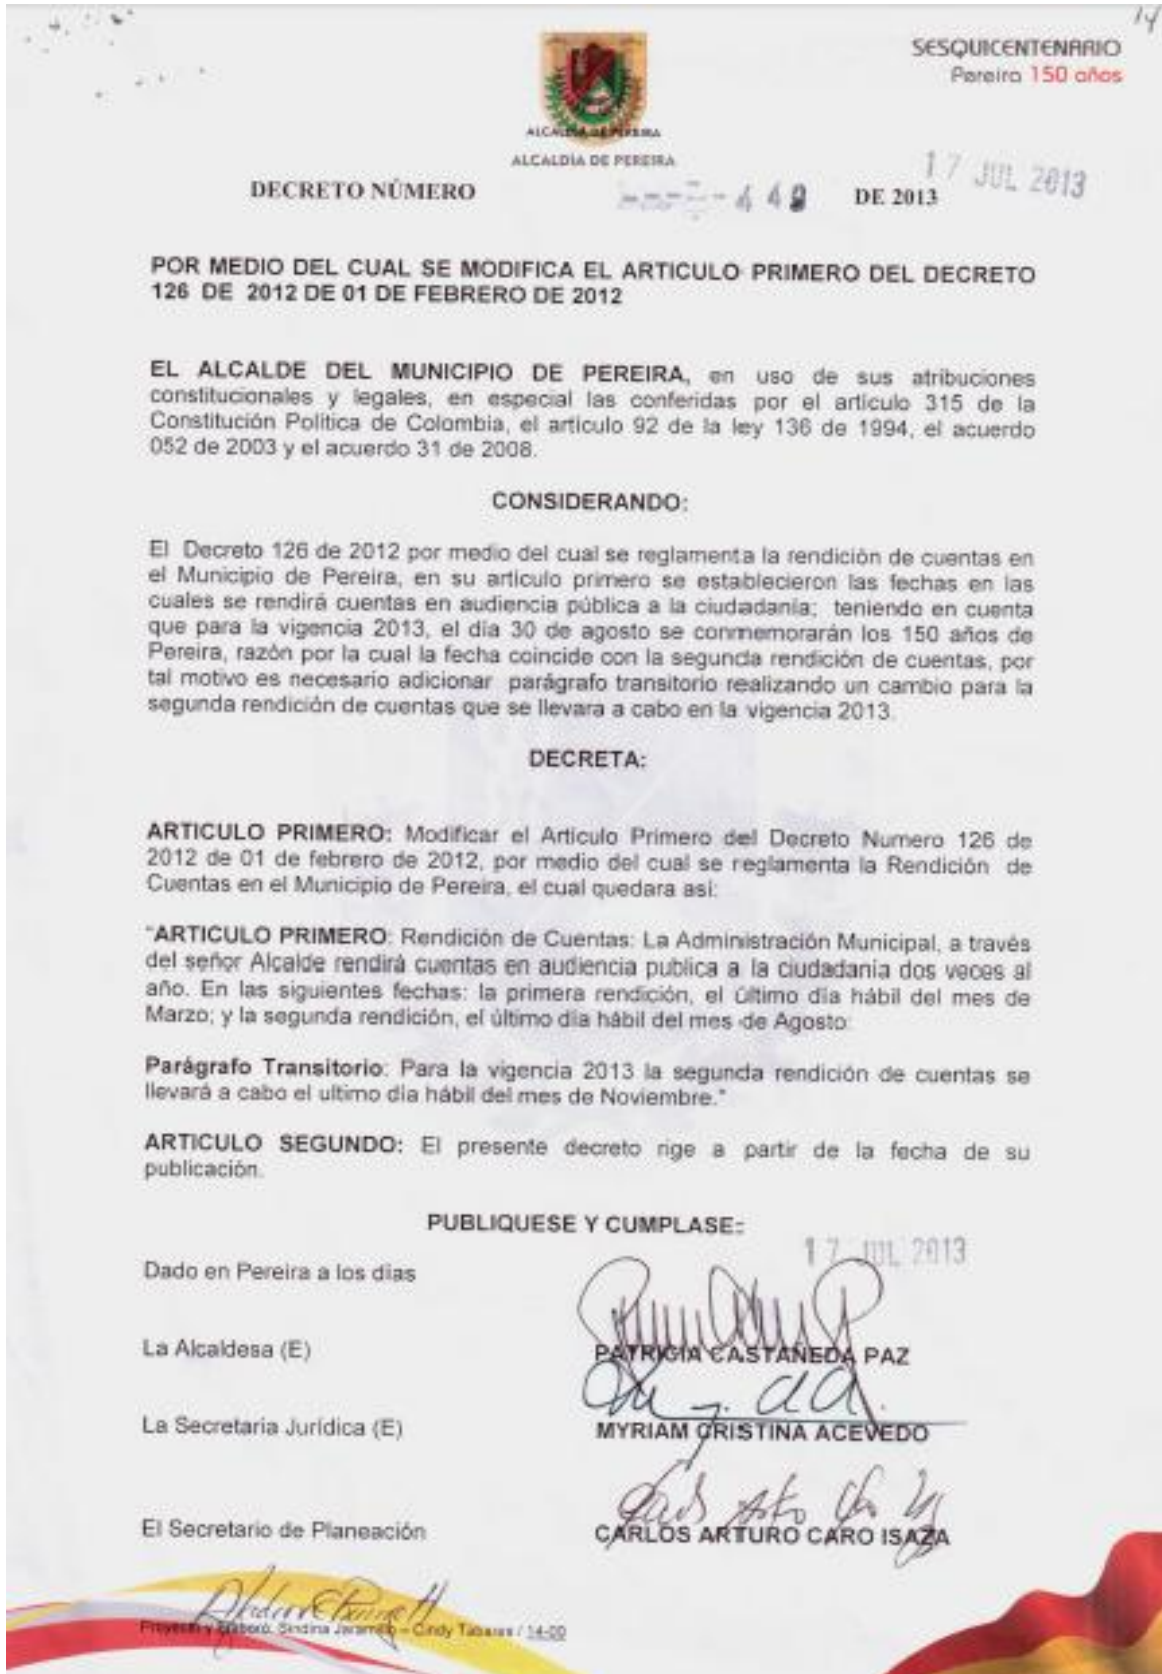 14
SESQUICENTENARIO
Pereira 150 años
ALCALDÍA DE PEREIRA
ALCALDÍA DE PEREIRA
17 JUL 2013
DECRETO NÚMERO 449 DE 2013
POR MEDIO DEL CUAL SE MODIFICA EL ARTICULO PRIMERO DEL DECRETO
126 DE 2012 DE 01 DE FEBRERO DE 2012
EL ALCALDE DEL MUNICIPIO DE PEREIRA, en uso de sus atribuciones
constitucionales y legales, en especial las conferidas por el artículo 315 de la
Constitución Política de Colombia, el artículo 92 de la ley 136 de 1994, el acuerdo
052 de 2003 y el acuerdo 31 de 2008.
CONSIDERANDO:
El Decreto 126 de 2012 por medio del cual se reglamenta la rendición de cuentas en
el Municipio de Pereira, en su artículo primero se establecieron las fechas en las
cuales se rendirá cuentas en audiencia pública a la ciudadanía; teniendo en cuenta
que para la vigencia 2013, el día 30 de agosto se conmemorarán los 150 años de
Pereira, razón por la cual la fecha coincide con la segunda rendición de cuentas, por
tal motivo es necesario adicionar parágrafo transitorio realizando un cambio para la
segunda rendición de cuentas que se llevara a cabo en la vigencia 2013.
DECRETA:
ARTICULO PRIMERO: Modificar el Articulo Primero del Decreto Numero 126 de
2012 de 01 de febrero de 2012, por medio del cual se reglamenta la Rendición de
Cuentas en el Municipio de Pereira, el cual quedara así:
"ARTICULO PRIMERO: Rendición de Cuentas: La Administración Municipal, a través
del señor Alcalde rendirá cuentas en audiencia publica a la ciudadanía dos veces al
año. En las siguientes fechas: la primera rendición, el último día hábil del mes de
Marzo; y la segunda rendición, el último día hábil del mes de Agosto.
Parágrafo Transitorio: Para la vigencia 2013 la segunda rendición de cuentas se
llevará a cabo el ultimo día hábil del mes de Noviembre."
ARTICULO SEGUNDO: El presente decreto rige a partir de la fecha de su
publicación.
PUBLIQUESE Y CUMPLASE:
17 JUL 2013
Dado en Pereira a los días
La Alcaldesa (E) PATRICIA CASTAÑEDA PAZ
La Secretaria Jurídica (E) MYRIAM CRISTINA ACEVEDO
El Secretario de Planeación CARLOS ARTURO CARO ISAZA
Proyectó y Elaboró: Sindina Jaramillo – Cindy Tabares / 14-00